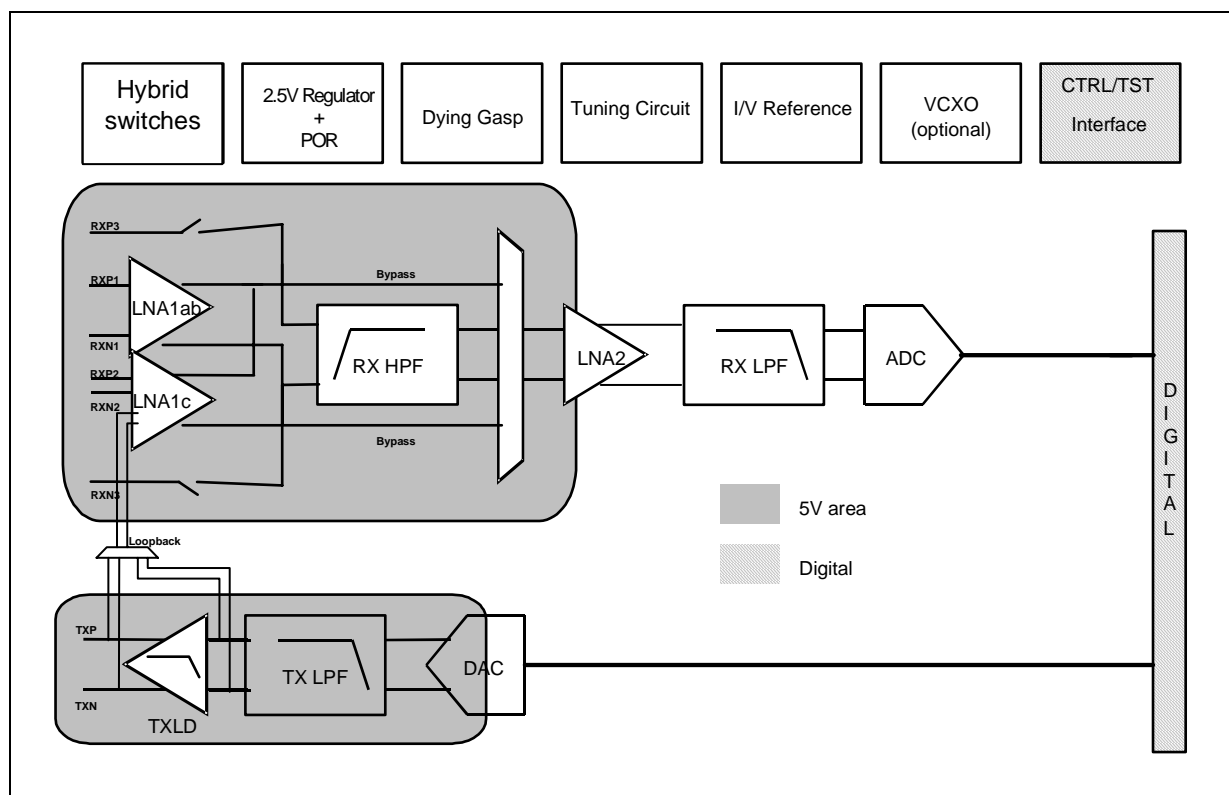 Hybrid
switches
2.5V Regulator
+
POR
Dying Gasp
Tuning Circuit
I/V Reference
VCXO
(optional)
CTRL/TST
Interface
RXP3
RXP1
LNA1ab
RXN1
RXP2
LNA1c
RXN2
RXN3
Bypass
RX HPF
Bypass
LNA2
RX LPF
ADC
DIGITAL
5V area
Digital
Loopback
TXP
TXN
TXLD
TX LPF
DAC